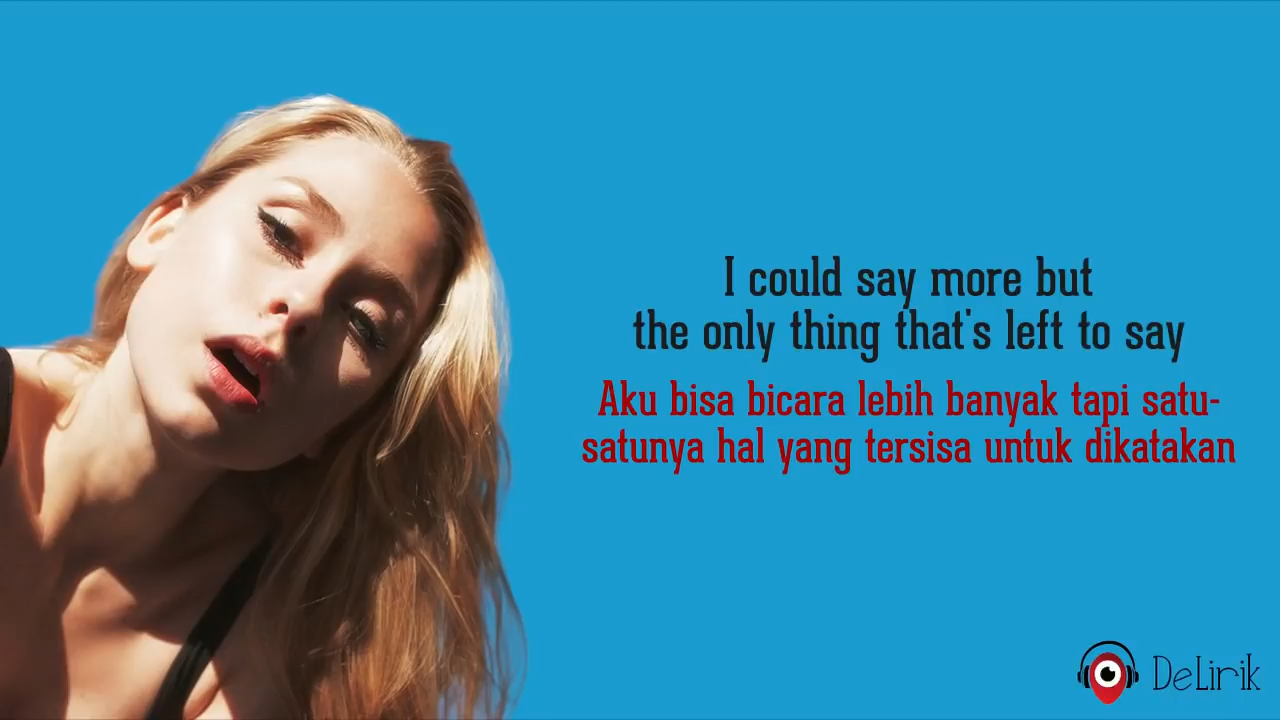 I could say more but
the only thing that's left to say
Aku bisa bicara lebih banyak tapi satu-
satunya hal yang tersisa untuk dikatakan
DeLirik